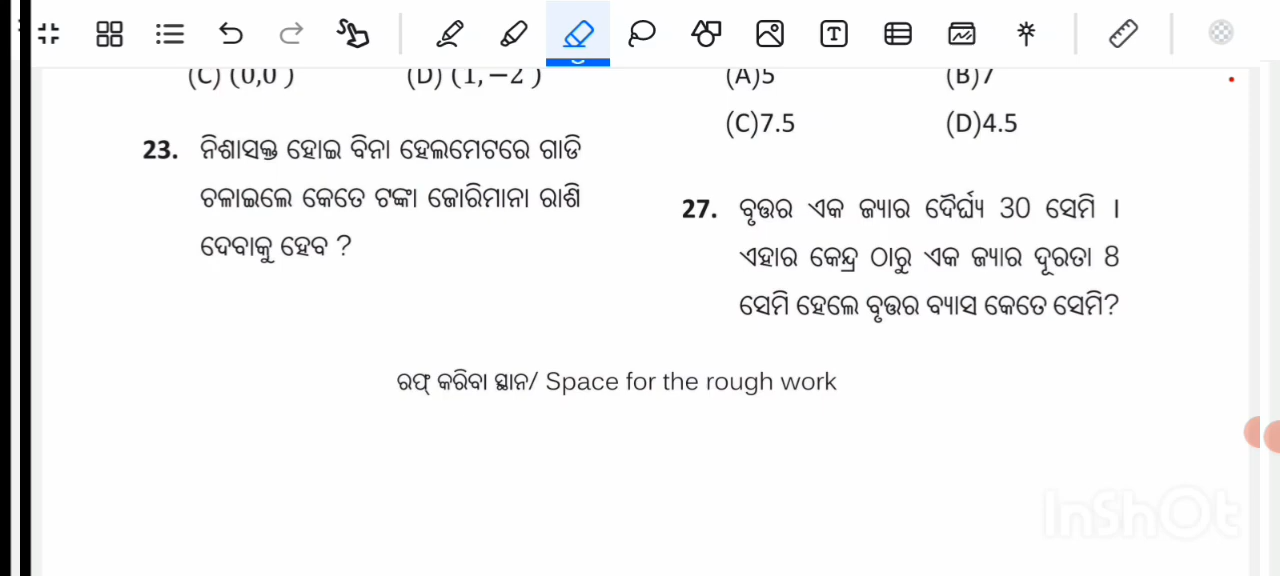 (C) (0,0 )
(D) (1, −2 )
23. ନିଶାସକ୍ତ ହୋଇ ବିନା ହେଲମେଟରେ ଗାଡି
ଚଳାଇଲେ କେତେ ଟଙ୍କା ଜୋରିମାନା ରାଶି
ଦେବାକୁ ହେବ ?
(A)5
(B)7
(C)7.5
(D)4.5
27. ବୃତ୍ତର ଏକ ଜ୍ୟାର ଦୈର୍ଘ୍ୟ 30 ସେମି ।
ଏହାର କେନ୍ଦ୍ର ଠାରୁ ଏକ ଜ୍ୟାର ଦୂରତା 8
ସେମି ହେଲେ ବୃତ୍ତର ବ୍ୟାସ କେତେ ସେମି?
ରଫ୍ କରିବା ସ୍ଥାନ/ Space for the rough work
InShOt